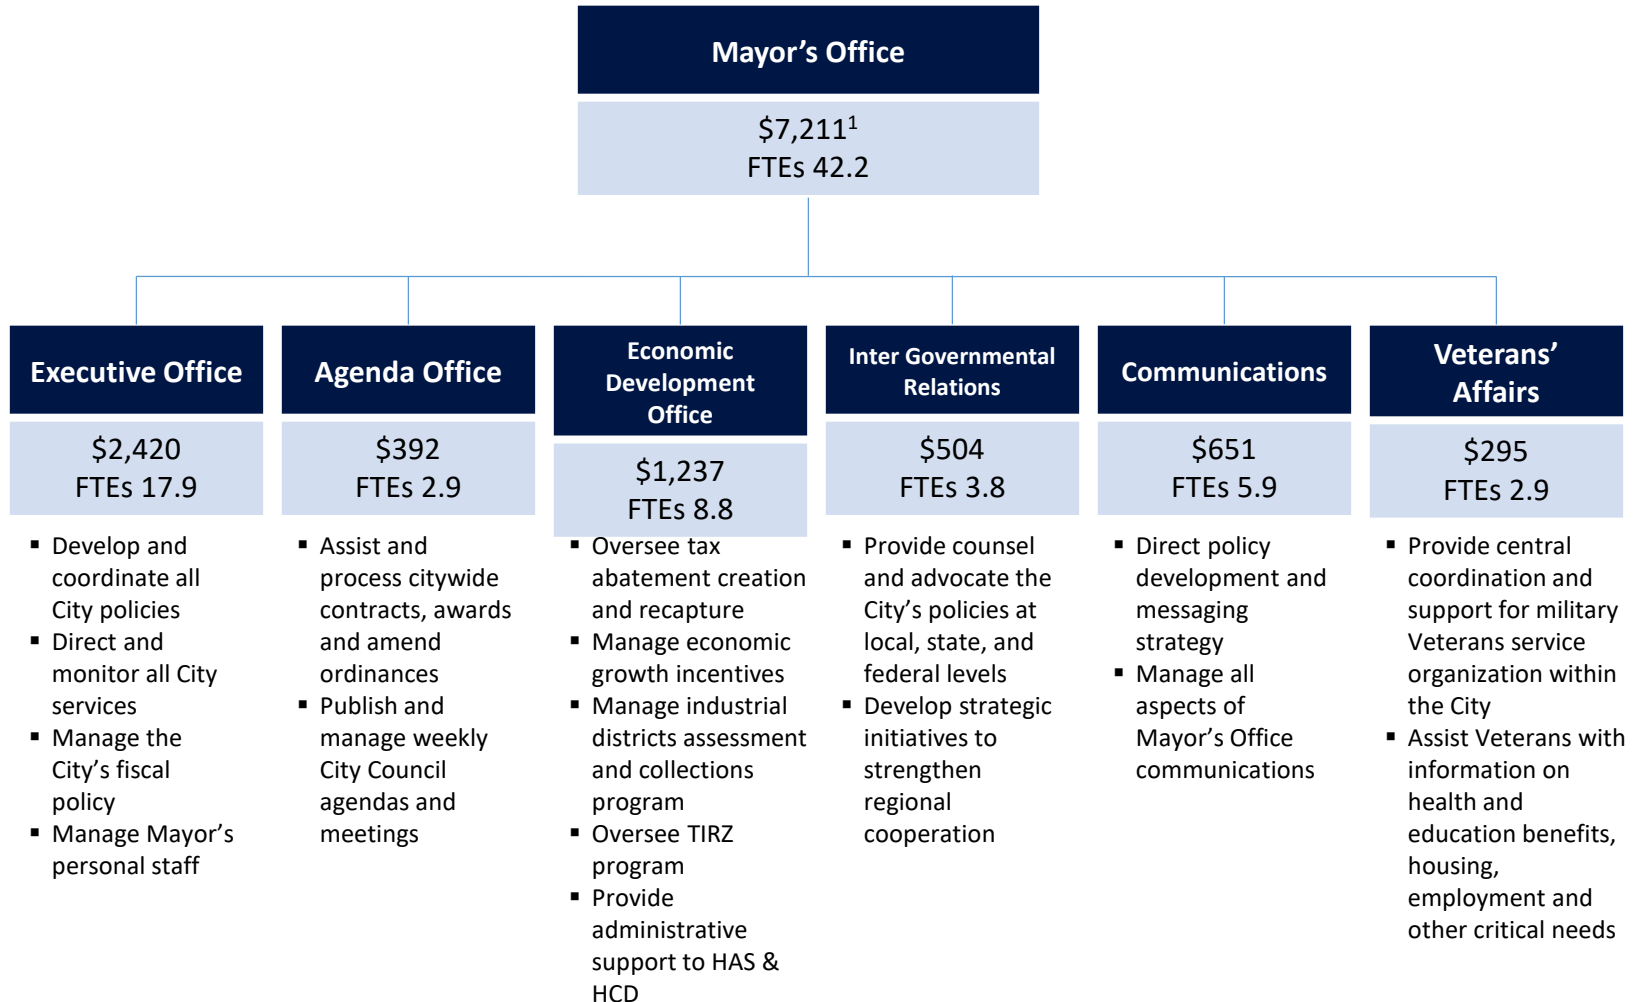 Mayor’s Office
$7,211¹
FTEs 42.2
Executive Office
$2,420
FTEs 17.9
▪ Develop and
coordinate all
City policies
▪ Direct and
monitor all City
services
▪ Manage the
City’s fiscal
policy
▪ Manage Mayor’s
personal staff
Agenda Office
$392
FTEs 2.9
▪ Assist and
process citywide
contracts, awards
and amend
ordinances
▪ Publish and
manage weekly
City Council
agendas and
meetings
Economic
Development
Office
$1,237
FTEs 8.8
▪ Oversee tax
abatement creation
and recapture
▪ Manage economic
growth incentives
▪ Manage industrial
districts assessment
and collections
program
▪ Oversee TIRZ
program
▪ Provide
administrative
support to HAS &
HCD
Inter Governmental
Relations
$504
FTEs 3.8
▪ Provide counsel
and advocate the
City’s policies at
local, state, and
federal levels
▪ Develop strategic
initiatives to
strengthen
regional
cooperation
Communications
$651
FTEs 5.9
▪ Direct policy
development and
messaging
strategy
▪ Manage all
aspects of
Mayor’s Office
communications
Veterans’
Affairs
$295
FTEs 2.9
▪ Provide central
coordination and
support for military
Veterans service
organization within
the City
▪ Assist Veterans with
information on
health and
education benefits,
housing,
employment and
other critical needs